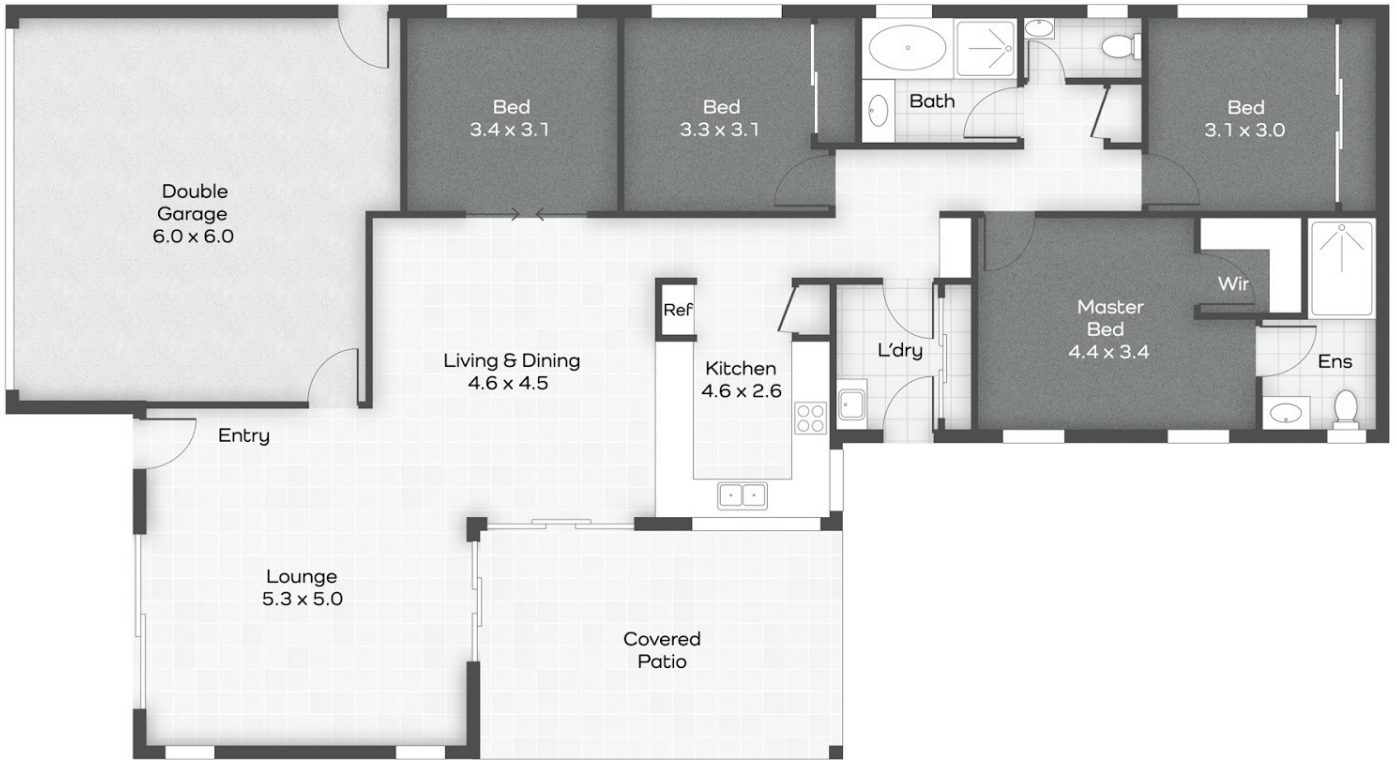 Bed
3.4 x 3.1
Bed
3.3 x 3.1
Bath
Bed
3.1 x 3.0
Double
Garage
6.0 x 6.0
Ref
Wir
Master
Bed
4.4 x 3.4
Living & Dining
4.6 x 4.5
Kitchen
4.6 x 2.6
L'dry
Ens
Entry
Lounge
5.3 x 5.0
Covered
Patio